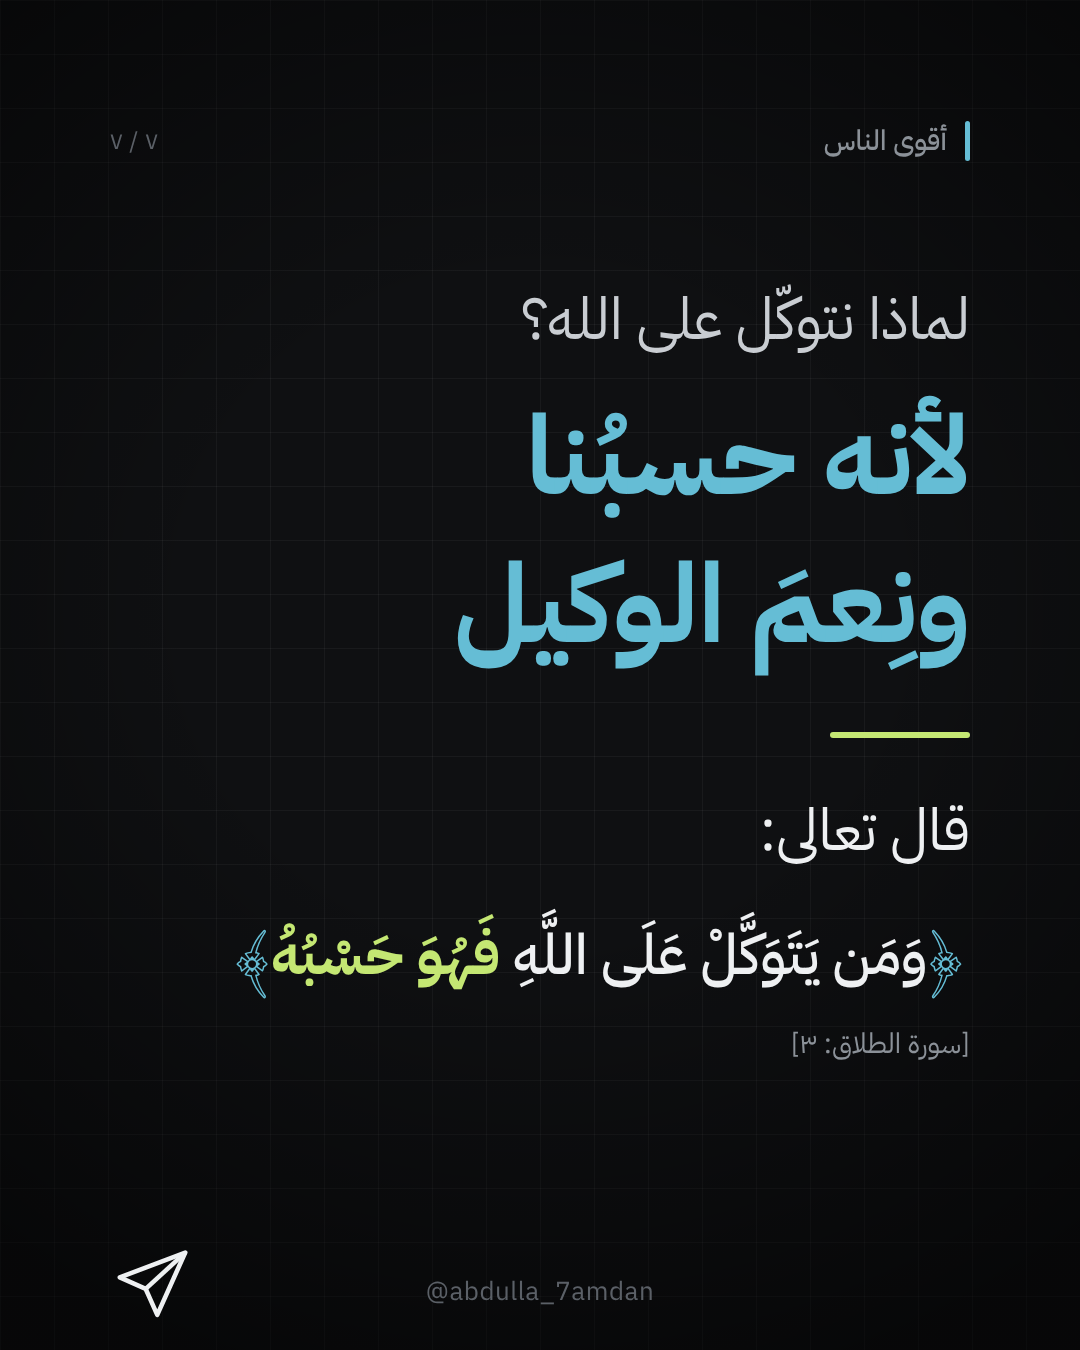 أقوى الناس
٧ / ٧
لماذا نتوكّل على الله؟
لأنه حسبُنا
ونِعمَ الوكيل
قال تعالى:
﴿وَمَن يَتَوَكَّلْ عَلَى اللَّهِ فَهُوَ حَسْبُهُ﴾
[سورة الطلاق: ٣]
@abdulla_7amdan